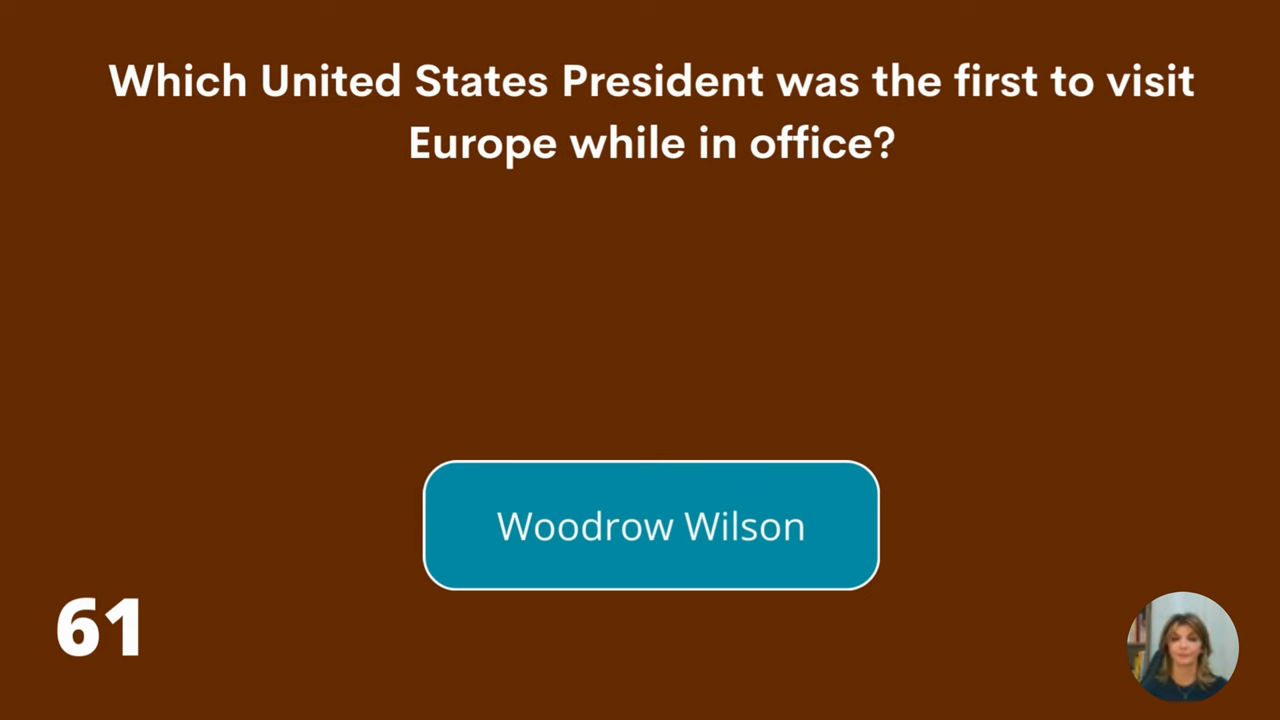 Which United States President was the first to visit
Europe while in office?
Woodrow Wilson
61